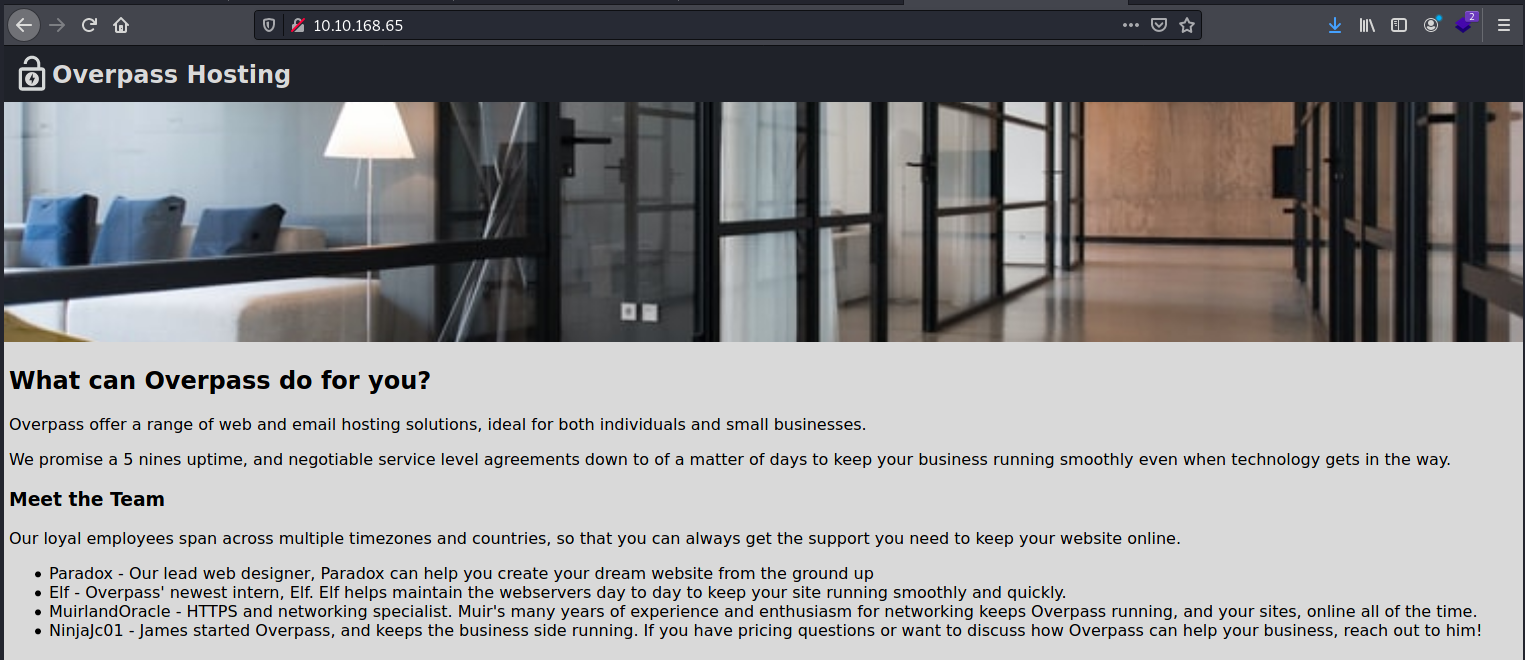 10.10.168.65
2
Overpass Hosting
What can Overpass do for you?
Overpass offer a range of web and email hosting solutions, ideal for both individuals and small businesses.
We promise a 5 nines uptime, and negotiable service level agreements down to of a matter of days to keep your business running smoothly even when technology gets in the way.
Meet the Team
Our loyal employees span across multiple timezones and countries, so that you can always get the support you need to keep your website online.
• Paradox - Our lead web designer, Paradox can help you create your dream website from the ground up
• Elf - Overpass' newest intern, Elf. Elf helps maintain the webservers day to day to keep your site running smoothly and quickly.
• MuirlandOracle - HTTPS and networking specialist. Muir's many years of experience and enthusiasm for networking keeps Overpass running, and your sites, online all of the time.
• NinjaJc01 - James started Overpass, and keeps the business side running. If you have pricing questions or want to discuss how Overpass can help your business, reach out to him!